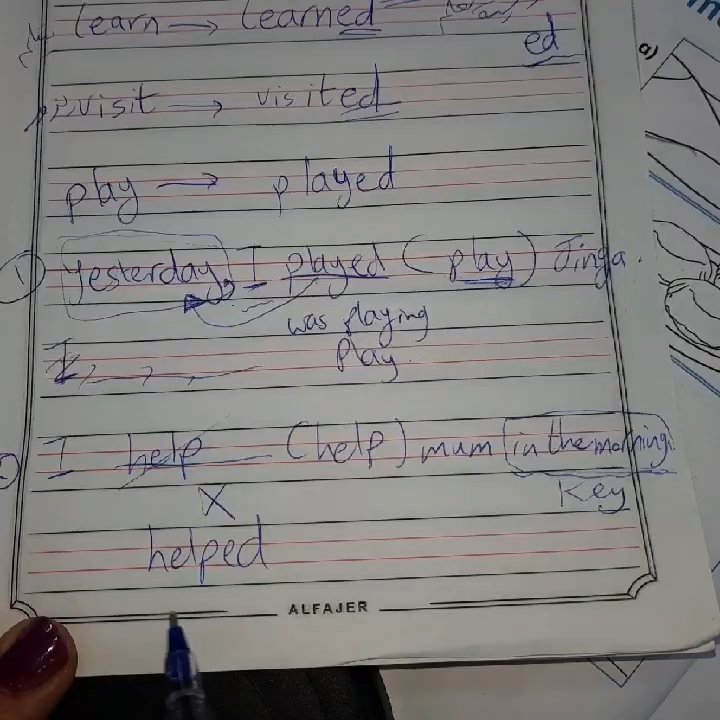 learn → learned
ed
visit → visited
play → played
1 yesterday, I played (play) Jinga.
was playing
I play
2 I help (help) mum in the morning.
X Key
helped
ALFAJER